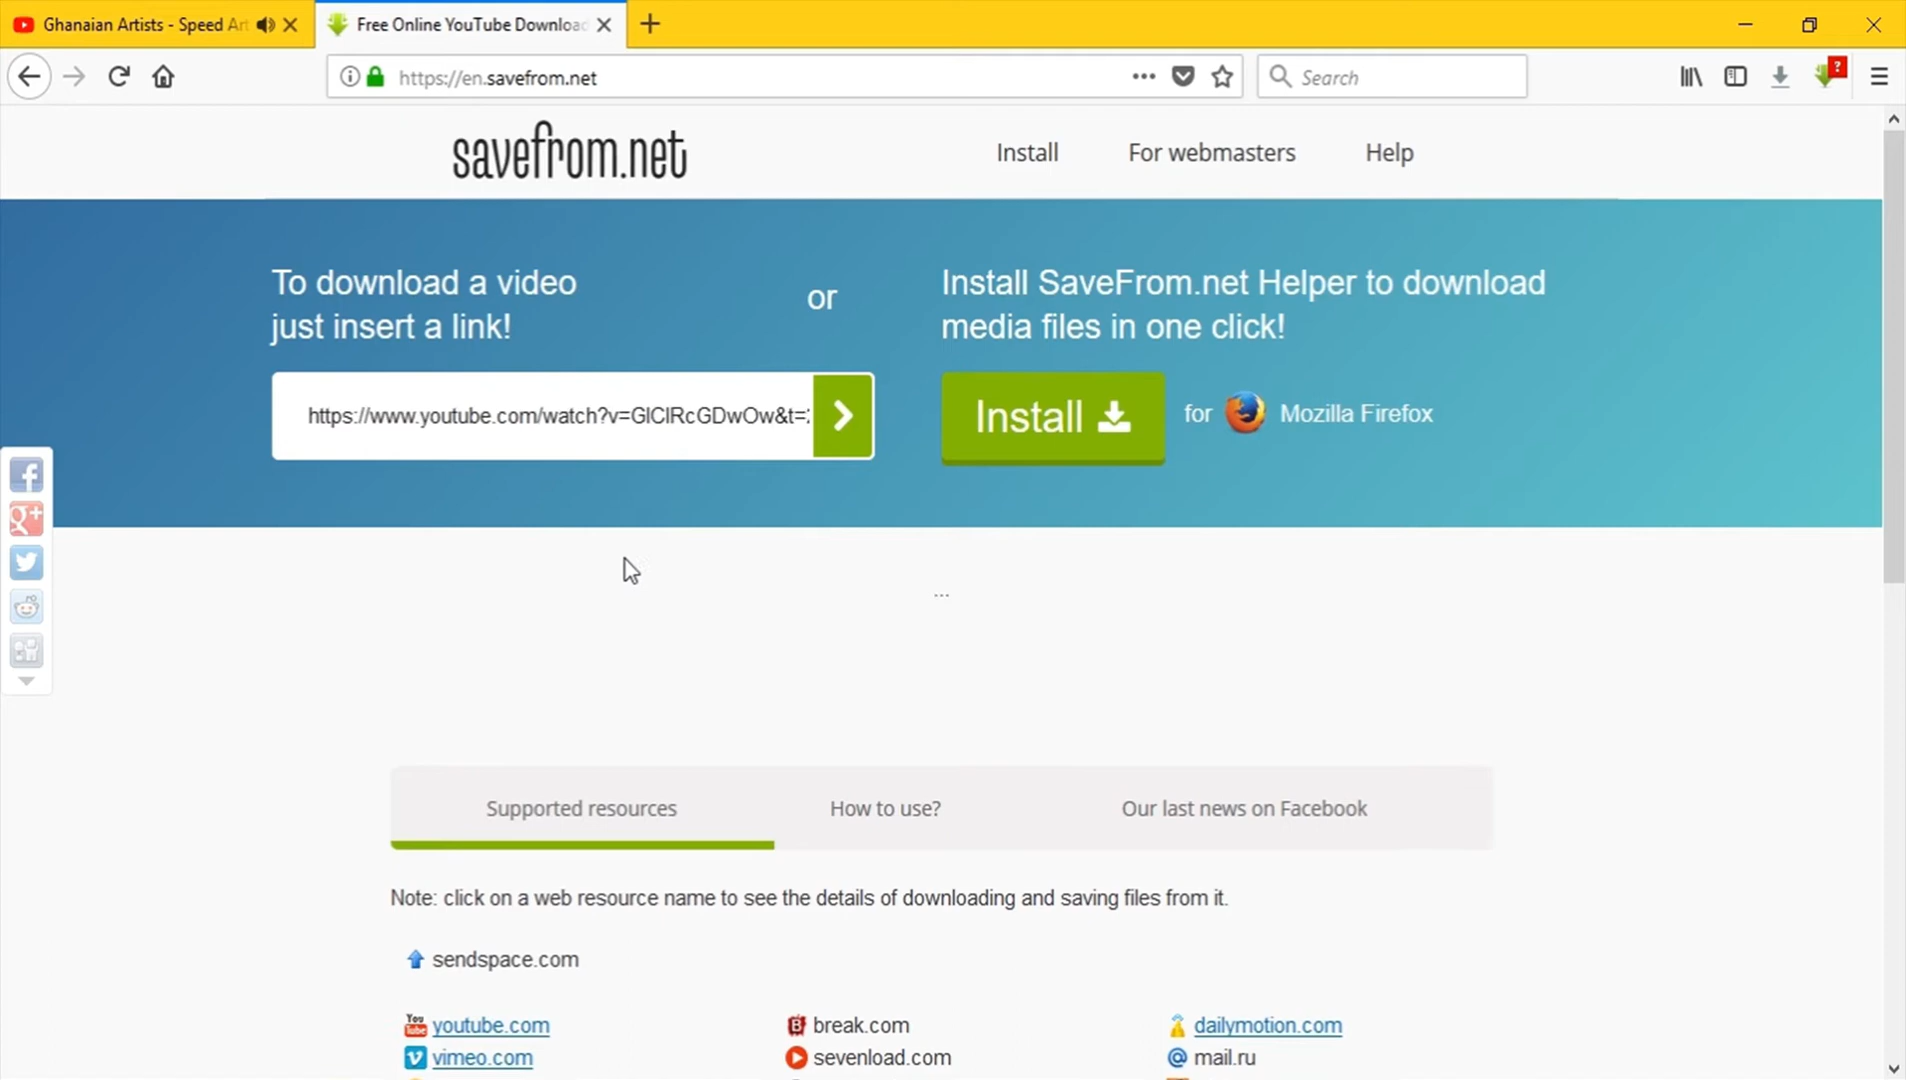 Ghanaian Artists - Speed Art
Free Online YouTube Download
https://en.savefrom.net
Search
?
savefrom.net
Install
For webmasters
Help
To download a video
just insert a link!
or
Install SaveFrom.net Helper to download
media files in one click!
https://www.youtube.com/watch?v=GlClRcGDwOw&t=
Install
for
Mozilla Firefox
f
g+
...
Supported resources
How to use?
Our last news on Facebook
Note: click on a web resource name to see the details of downloading and saving files from it.
sendspace.com
You
Tube
youtube.com
B
break.com
dailymotion.com
vimeo.com
sevenload.com
@
mail.ru